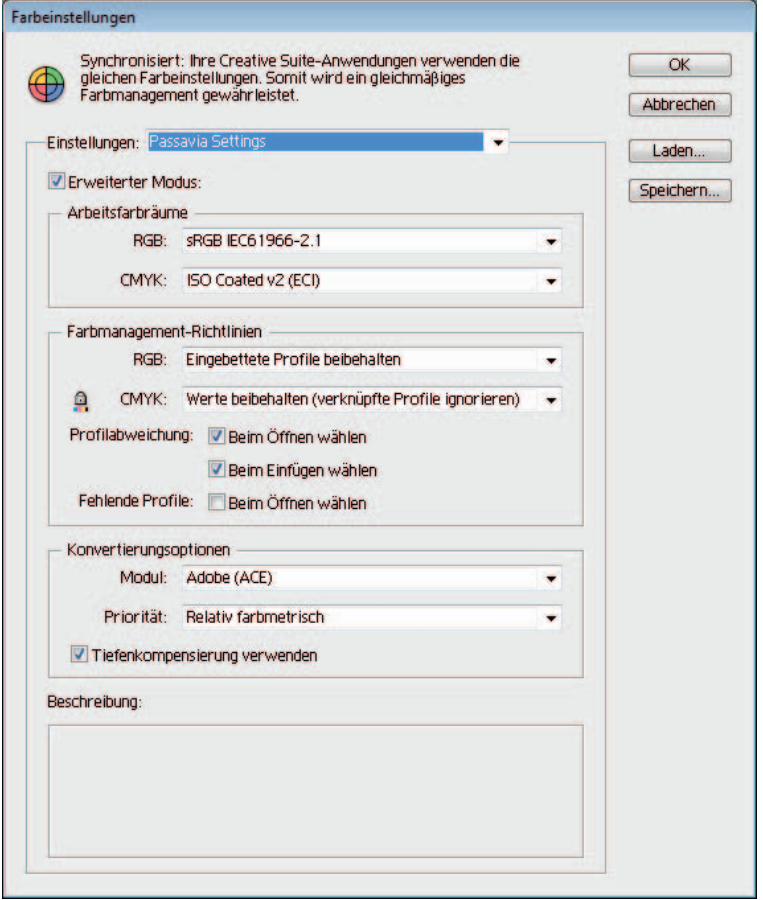 Farbeinstellungen
Synchronisiert: Ihre Creative Suite-Anwendungen verwenden die
gleichen Farbeinstellungen. Somit wird ein gleichmäßiges
Farbmanagement gewährleistet.
OK
Abbrechen
Laden...
Speichern...
Einstellungen: Passavia Settings
Erweiterter Modus:
Arbeitsfarbräume
RGB: sRGB IEC61966-2.1
CMYK: ISO Coated v2 (ECI)
Farbmanagement-Richtlinien
RGB: Eingebettete Profile beibehalten
CMYK: Werte beibehalten (verknüpfte Profile ignorieren)
Profilabweichung: Beim Öffnen wählen
Beim Einfügen wählen
Fehlende Profile: Beim Öffnen wählen
Konvertierungsoptionen
Modul: Adobe (ACE)
Priorität: Relativ farbmetrisch
Tiefenkompensierung verwenden
Beschreibung: